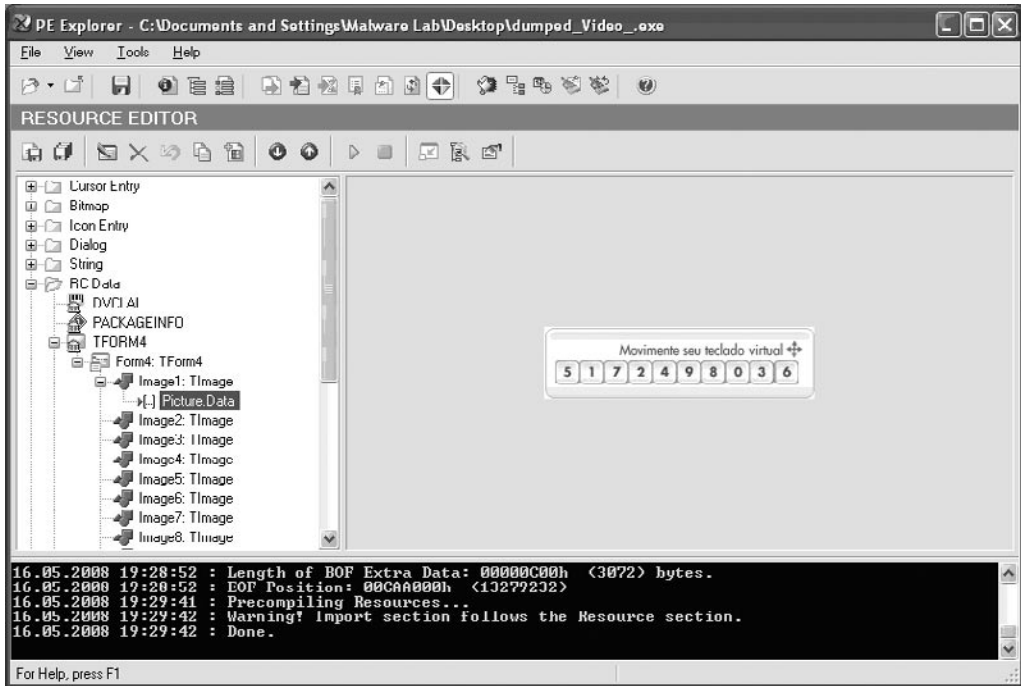 PE Explorer - C:\Documents and Settings\Malware Lab\Desktop\dumped_Video_.exe
File View Tools Help
RESOURCE EDITOR
Cursor Entry
Bitmap
Icon Entry
Dialog
String
RC Data
DVCLAL
PACKAGEINFO
TFORM4
Form4: TForm4
Image1: TImage
[..] Picture.Data
Image2: TImage
Image3: TImage
Image4: TImage
Image5: TImage
Image6: TImage
Image7: TImage
Image8: TImage
Movimente seu teclado virtual
5 1 7 2 4 9 8 0 3 6
16.05.2008 19:28:52 : Length of BOF Extra Data: 00000C00h (3072) bytes.
16.05.2008 19:28:52 : EOF Position: 00CAA000h (13279232)
16.05.2008 19:29:41 : Precompiling Resources...
16.05.2008 19:29:42 : Warning! Import section follows the Resource section.
16.05.2008 19:29:42 : Done.
For Help, press F1